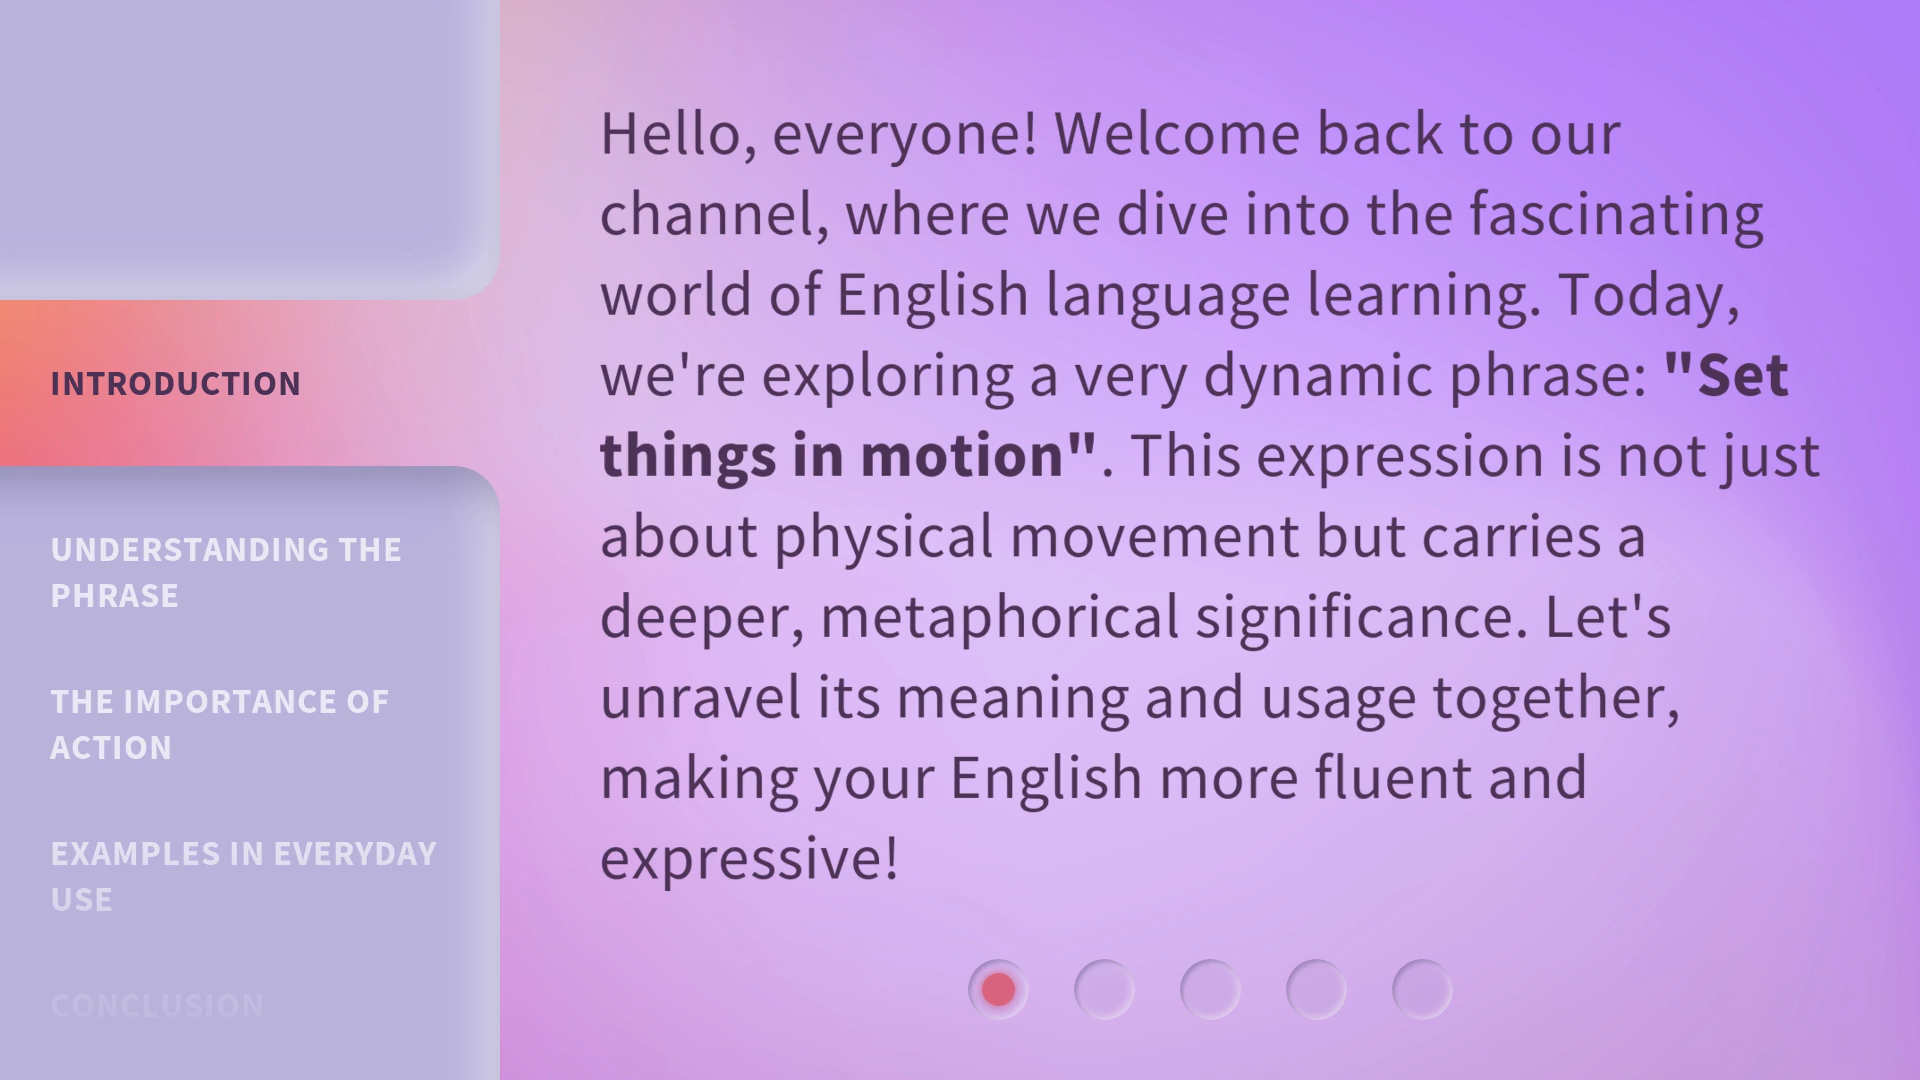 INTRODUCTION
UNDERSTANDING THE
PHRASE
THE IMPORTANCE OF
ACTION
EXAMPLES IN EVERYDAY
USE
CONCLUSION
Hello, everyone! Welcome back to our
channel, where we dive into the fascinating
world of English language learning. Today,
we're exploring a very dynamic phrase: "Set
things in motion". This expression is not just
about physical movement but carries a
deeper, metaphorical significance. Let's
unravel its meaning and usage together,
making your English more fluent and
expressive!